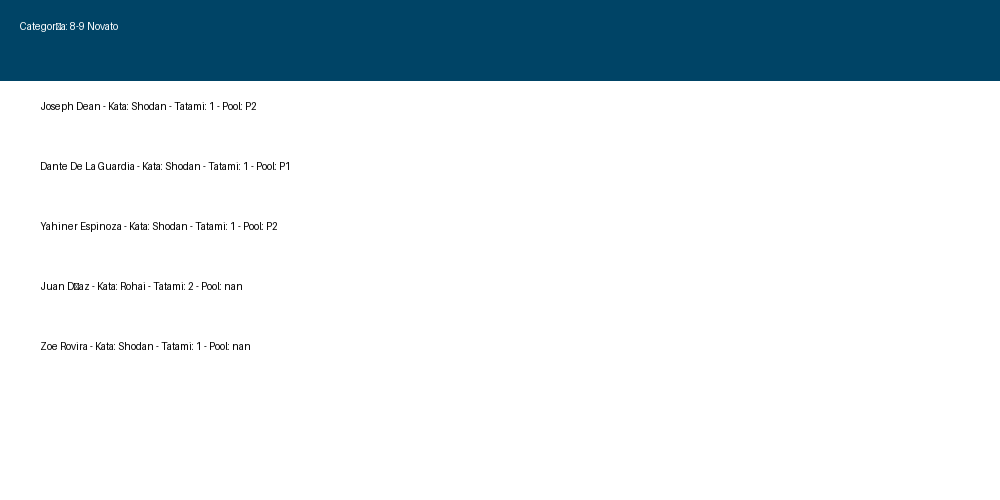 Categor□a: 8-9 Novato
Joseph Dean - Kata: Shodan - Tatami: 1 - Pool: P2
Dante De La Guardia - Kata: Shodan - Tatami: 1 - Pool: P1
Yahiner Espinoza - Kata: Shodan - Tatami: 1 - Pool: P2
Juan D□az - Kata: Rohai - Tatami: 2 - Pool: nan
Zoe Rovira - Kata: Shodan - Tatami: 1 - Pool: nan